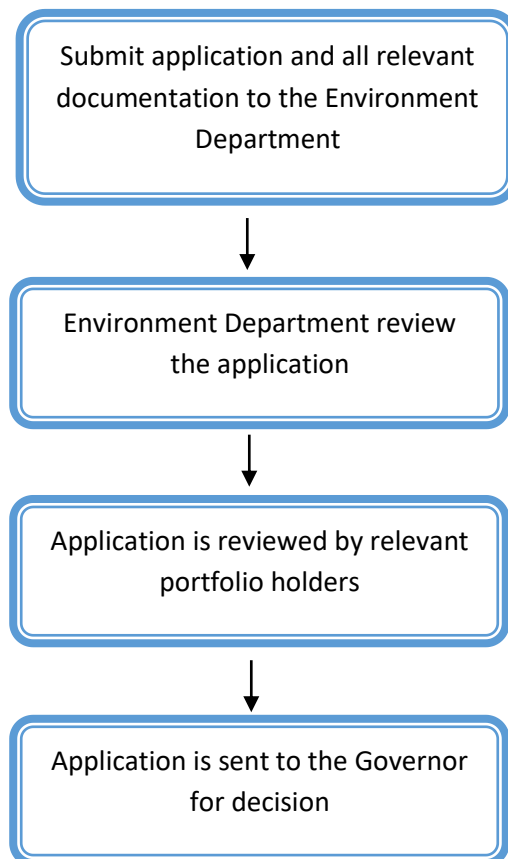 Submit application and all relevant
documentation to the Environment
Department
Environment Department review
the application
Application is reviewed by relevant
portfolio holders
Application is sent to the Governor
for decision